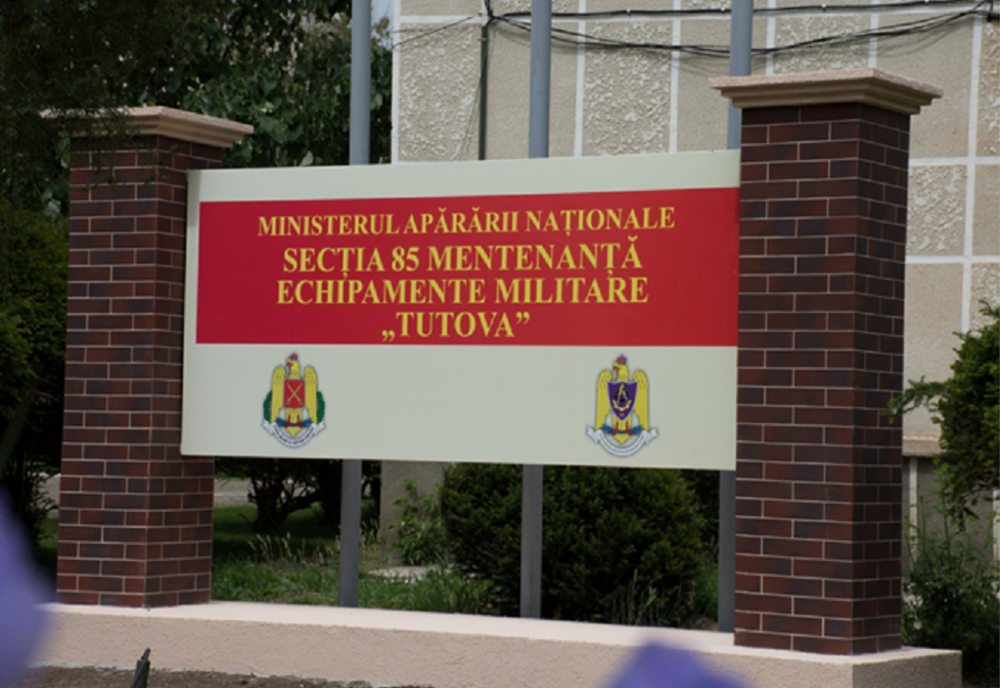 MINISTERUL APĂRĂRII NAȚIONALE
SECȚIA 85 MENTENANȚĂ
ECHIPAMENTE MILITARE
„TUTOVA”